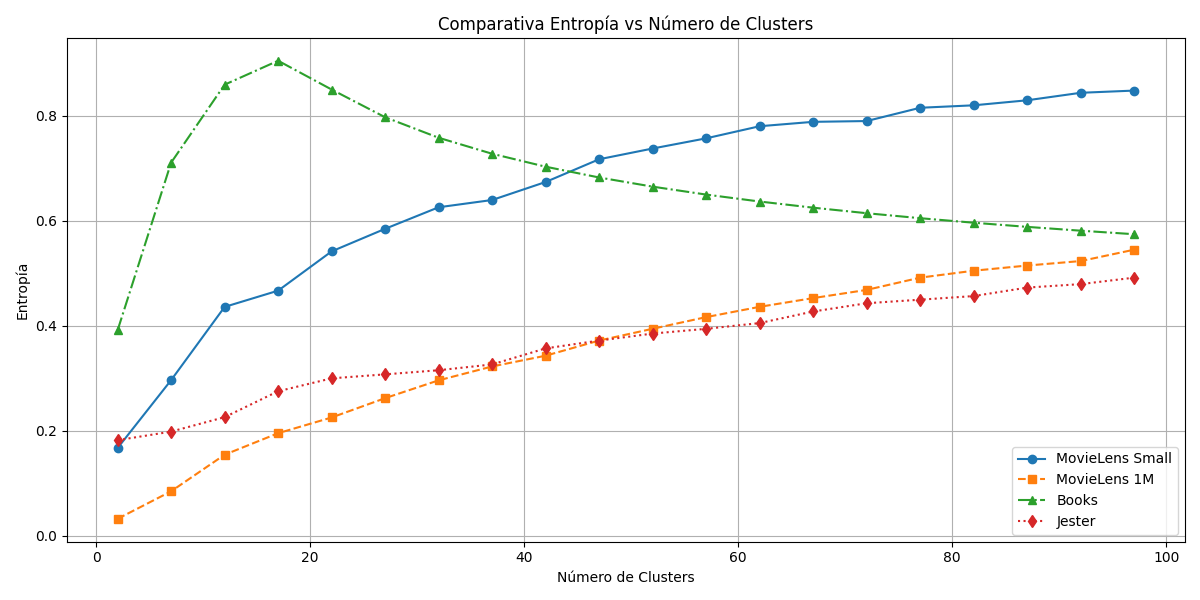 Comparativa Entropía vs Número de Clusters
Entropía
0.8
0.6
0.4
0.2
0.0
0
20
40
60
80
100
Número de Clusters
MovieLens Small
MovieLens 1M
Books
Jester